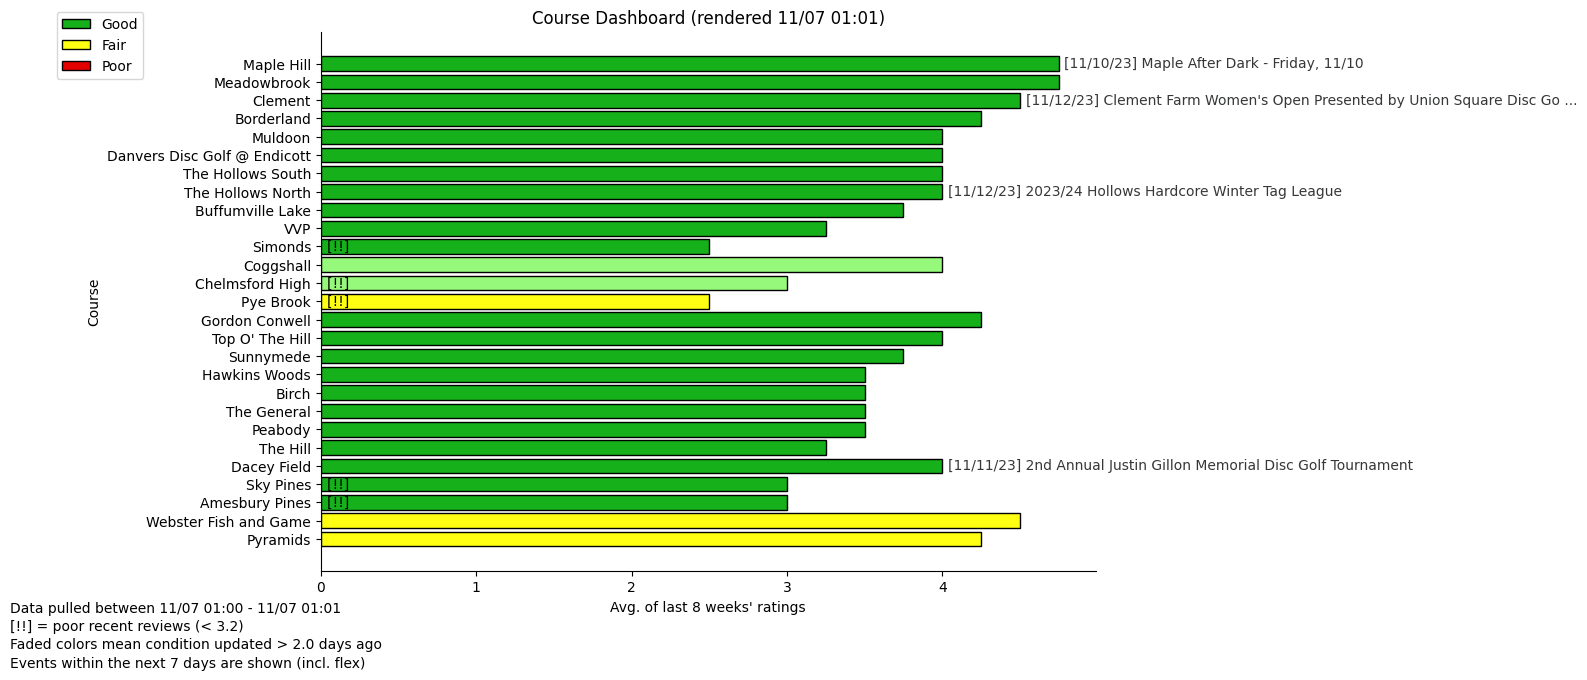 Course Dashboard (rendered 11/07 01:01)
Good
Fair
Poor
Course
Maple Hill
[11/10/23] Maple After Dark - Friday, 11/10
Meadowbrook
Clement
[11/12/23] Clement Farm Women's Open Presented by Union Square Disc Go ...
Borderland
Muldoon
Danvers Disc Golf @ Endicott
The Hollows South
The Hollows North
[11/12/23] 2023/24 Hollows Hardcore Winter Tag League
Buffumville Lake
VVP
Simonds
[!!]
Coggshall
Chelmsford High
[!!]
Pye Brook
[!!]
Gordon Conwell
Top O' The Hill
Sunnymede
Hawkins Woods
Birch
The General
Peabody
The Hill
Dacey Field
[11/11/23] 2nd Annual Justin Gillon Memorial Disc Golf Tournament
Sky Pines
[!!]
Amesbury Pines
[!!]
Webster Fish and Game
Pyramids
0 1 2 3 4
Avg. of last 8 weeks' ratings
Data pulled between 11/07 01:00 - 11/07 01:01
[!!] = poor recent reviews (< 3.2)
Faded colors mean condition updated > 2.0 days ago
Events within the next 7 days are shown (incl. flex)